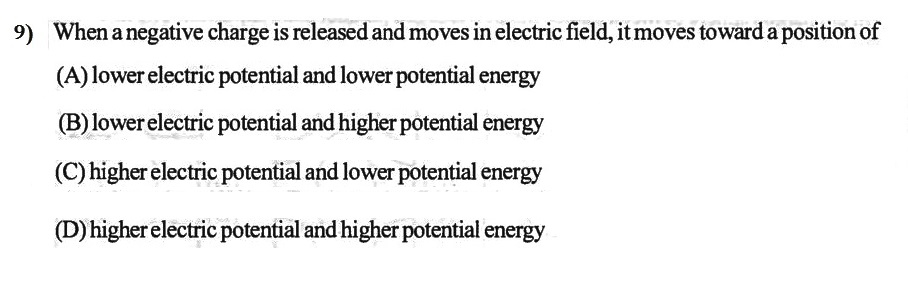 9) When a negative charge is released and moves in electric field, it moves toward a position of
(A) lower electric potential and lower potential energy
(B) lower electric potential and higher potential energy
(C) higher electric potential and lower potential energy
(D) higher electric potential and higher potential energy